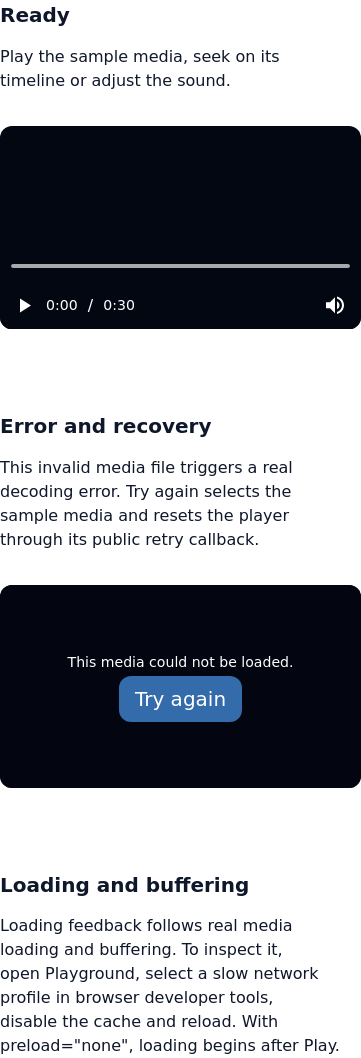 Ready
Play the sample media, seek on its
timeline or adjust the sound.
0:00 / 0:30
Error and recovery
This invalid media file triggers a real
decoding error. Try again selects the
sample media and resets the player
through its public retry callback.
This media could not be loaded.
Try again
Loading and buffering
Loading feedback follows real media
loading and buffering. To inspect it,
open Playground, select a slow network
profile in browser developer tools,
disable the cache and reload. With
preload="none", loading begins after Play.